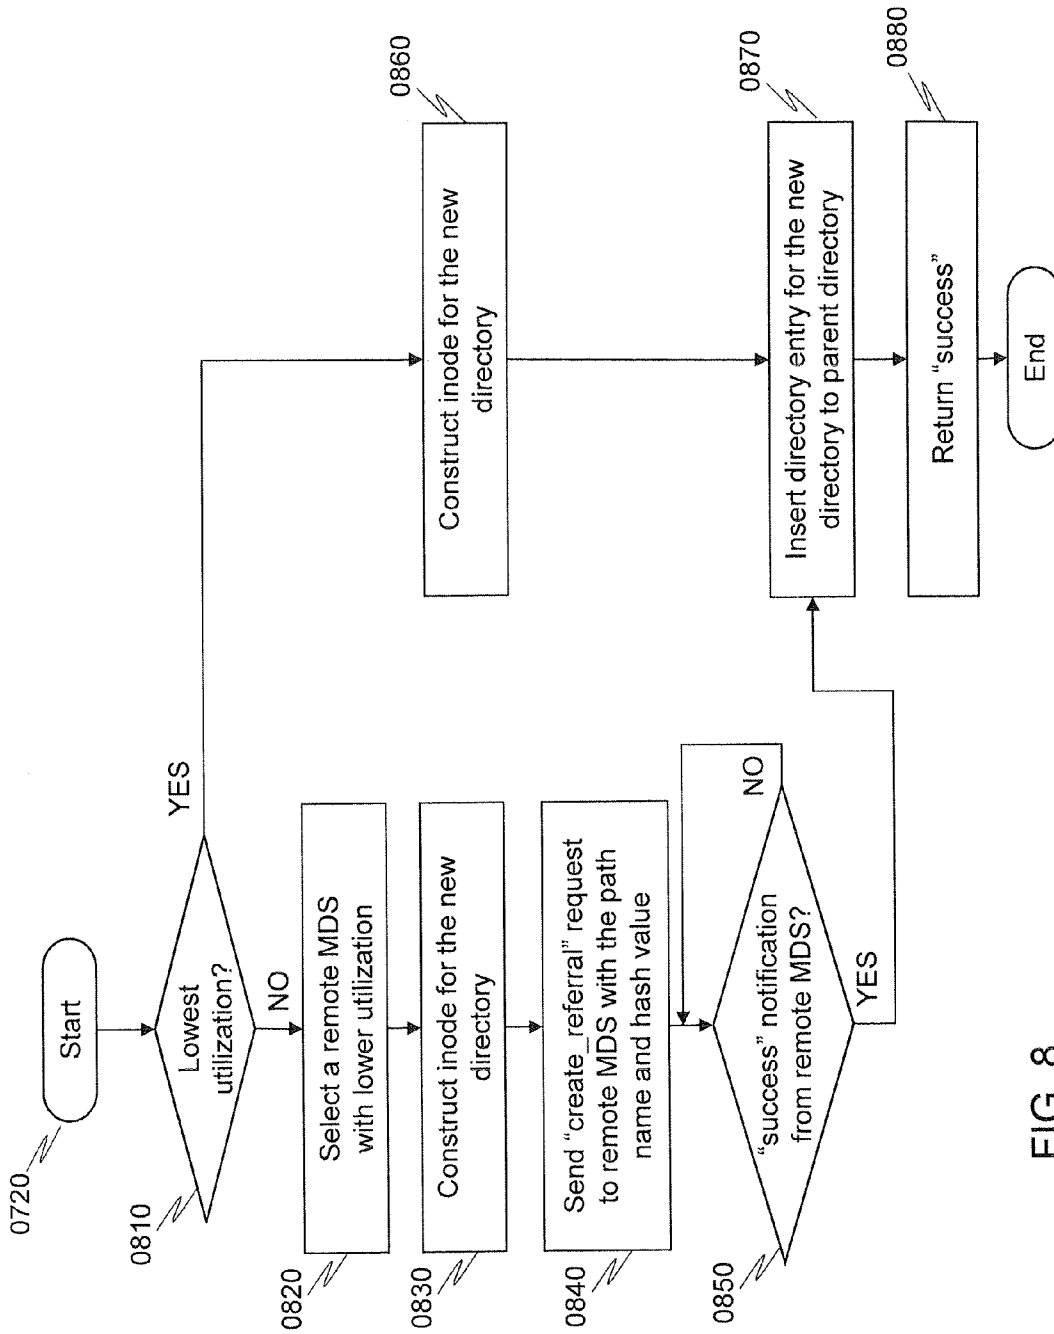 0720
Start
0810
Lowest
utilization?
YES
NO
0820
Select a remote MDS
with lower utilization
0830
Construct inode for the new
directory
0840
Send “create_referral” request
to remote MDS with the path
name and hash value
0850
“success” notification
from remote MDS?
NO
YES
0860
Construct inode for the new
directory
0870
Insert directory entry for the new
directory to parent directory
0880
Return “success”
End
FIG. 8